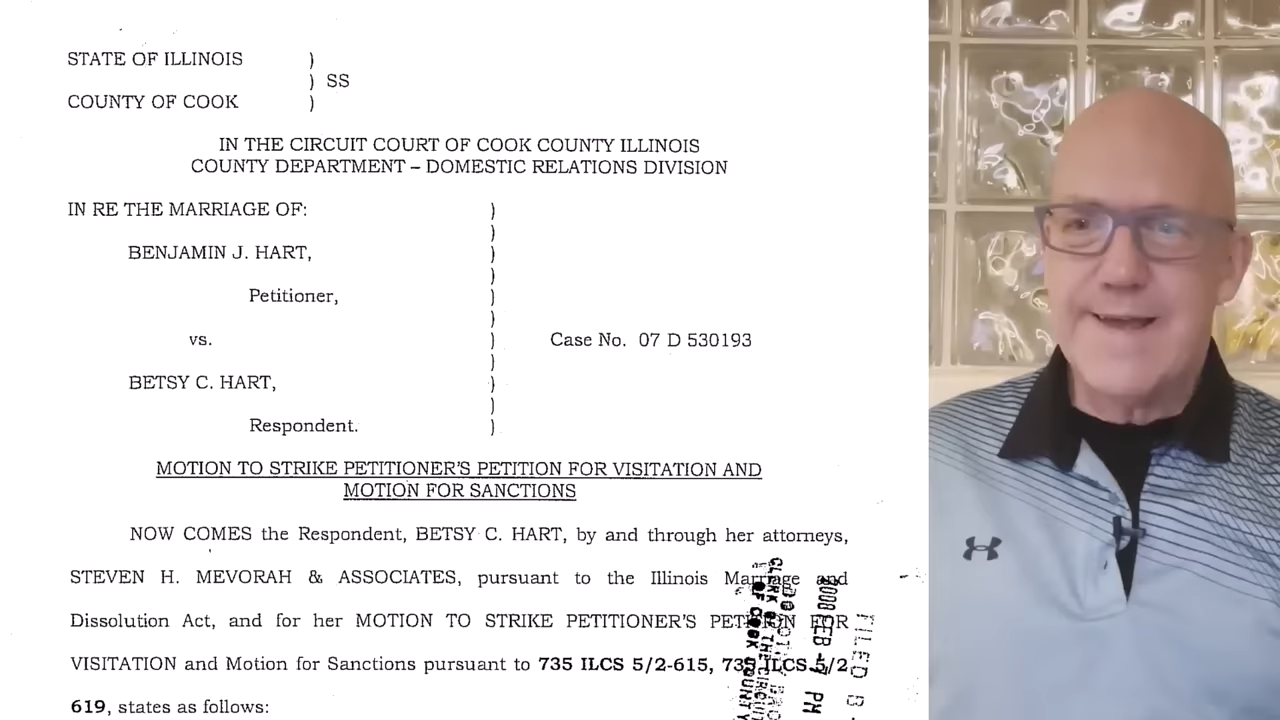 STATE OF ILLINOIS )
) SS
COUNTY OF COOK )
IN THE CIRCUIT COURT OF COOK COUNTY ILLINOIS
COUNTY DEPARTMENT – DOMESTIC RELATIONS DIVISION
IN RE THE MARRIAGE OF: )
)
BENJAMIN J. HART, )
)
Petitioner, )
)
vs. ) Case No. 07 D 530193
)
BETSY C. HART, )
)
Respondent. )
MOTION TO STRIKE PETITIONER'S PETITION FOR VISITATION AND
MOTION FOR SANCTIONS
NOW COMES the Respondent, BETSY C. HART, by and through her attorneys,
STEVEN H. MEVORAH & ASSOCIATES, pursuant to the Illinois Marriage and
Dissolution Act, and for her MOTION TO STRIKE PETITIONER'S PETITION FOR
VISITATION and Motion for Sanctions pursuant to 735 ILCS 5/2-615, 735 ILCS 5/2
619, states as follows:
FILED
PM